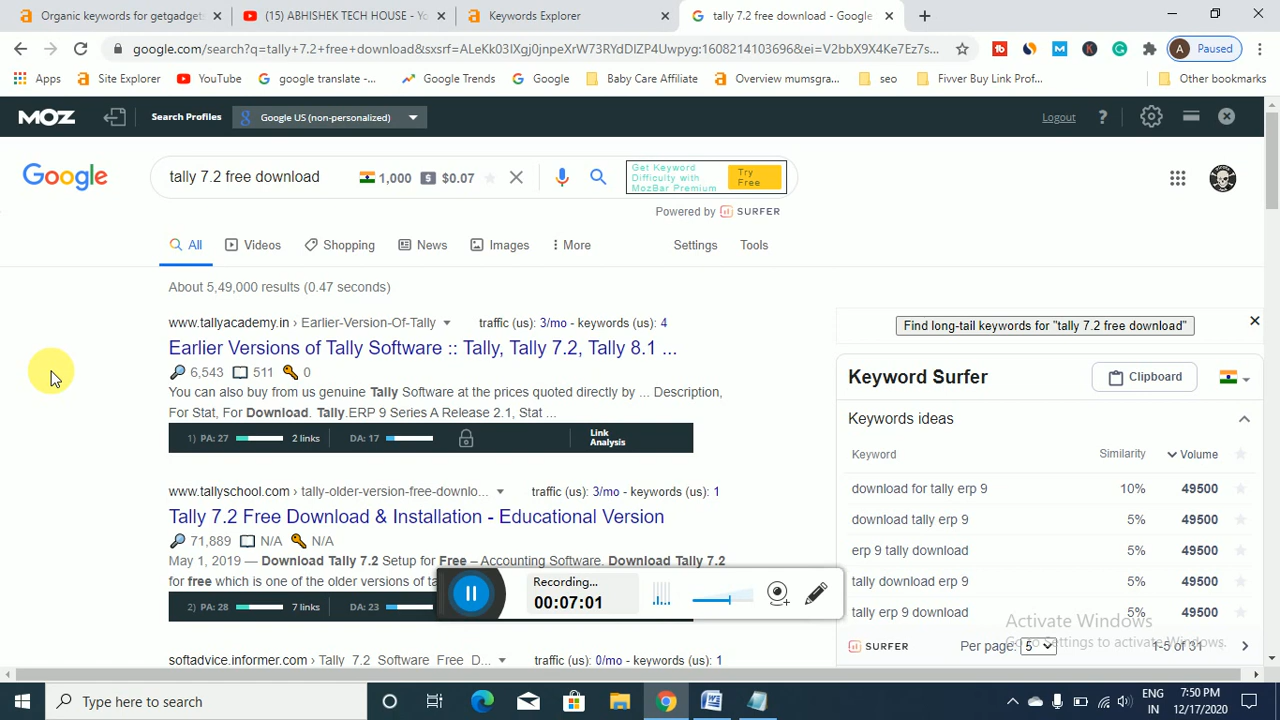 Organic keywords for getgadgets
(15) ABHISHEK TECH HOUSE - Yo
Keywords Explorer
tally 7.2 free download - Google
google.com/search?q=tally+7.2+free+download&sxsrf=ALeKk03IXgj0jnpeXrW73RYdDlZP4Uwpyg:1608214103696&ei=V2bbX9X4Ke7Ez7s...
A Paused
Apps
Site Explorer
YouTube
google translate -...
Google Trends
Google
Baby Care Affiliate
Overview mumsgra...
seo
Fivver Buy Link Prof...
Other bookmarks
MOZ
Search Profiles
Google US (non-personalized)
Logout
?
Google
tally 7.2 free download
1,000
$0.07
Get Keyword
Difficulty with
MozBar Premium
Try
Free
Powered by SURFER
All
Videos
Shopping
News
Images
More
Settings
Tools
About 5,49,000 results (0.47 seconds)
www.tallyacademy.in › Earlier-Version-Of-Tally
traffic (us): 3/mo - keywords (us): 4
Earlier Versions of Tally Software :: Tally, Tally 7.2, Tally 8.1 ...
6,543 511 0
You can also buy from us genuine Tally Software at the prices quoted directly by ... Description,
For Stat, For Download. Tally.ERP 9 Series A Release 2.1, Stat ...
1) PA: 27 2 links DA: 17
Link
Analysis
www.tallyschool.com › tally-older-version-free-downlo...
traffic (us): 3/mo - keywords (us): 1
Tally 7.2 Free Download & Installation - Educational Version
71,889 N/A N/A
May 1, 2019 — Download Tally 7.2 Setup for Free – Accounting Software. Download Tally 7.2
for free which is one of the older versions of
2) PA: 28 7 links DA: 23
softadvice.informer.com › Tally_7.2_Software_Free_D...
traffic (us): 0/mo - keywords (us): 1
Find long-tail keywords for "tally 7.2 free download"
Keyword Surfer
Clipboard
Keywords ideas
Keyword Similarity Volume
download for tally erp 9 10% 49500
download tally erp 9 5% 49500
erp 9 tally download 5% 49500
tally download erp 9 5% 49500
tally erp 9 download 5% 49500
SURFER
Per page: 5
1-5 of 31
Activate Windows
Go to Settings to activate Windows.
Recording...
00:07:01
Type here to search
ENG
IN
7:50 PM
12/17/2020